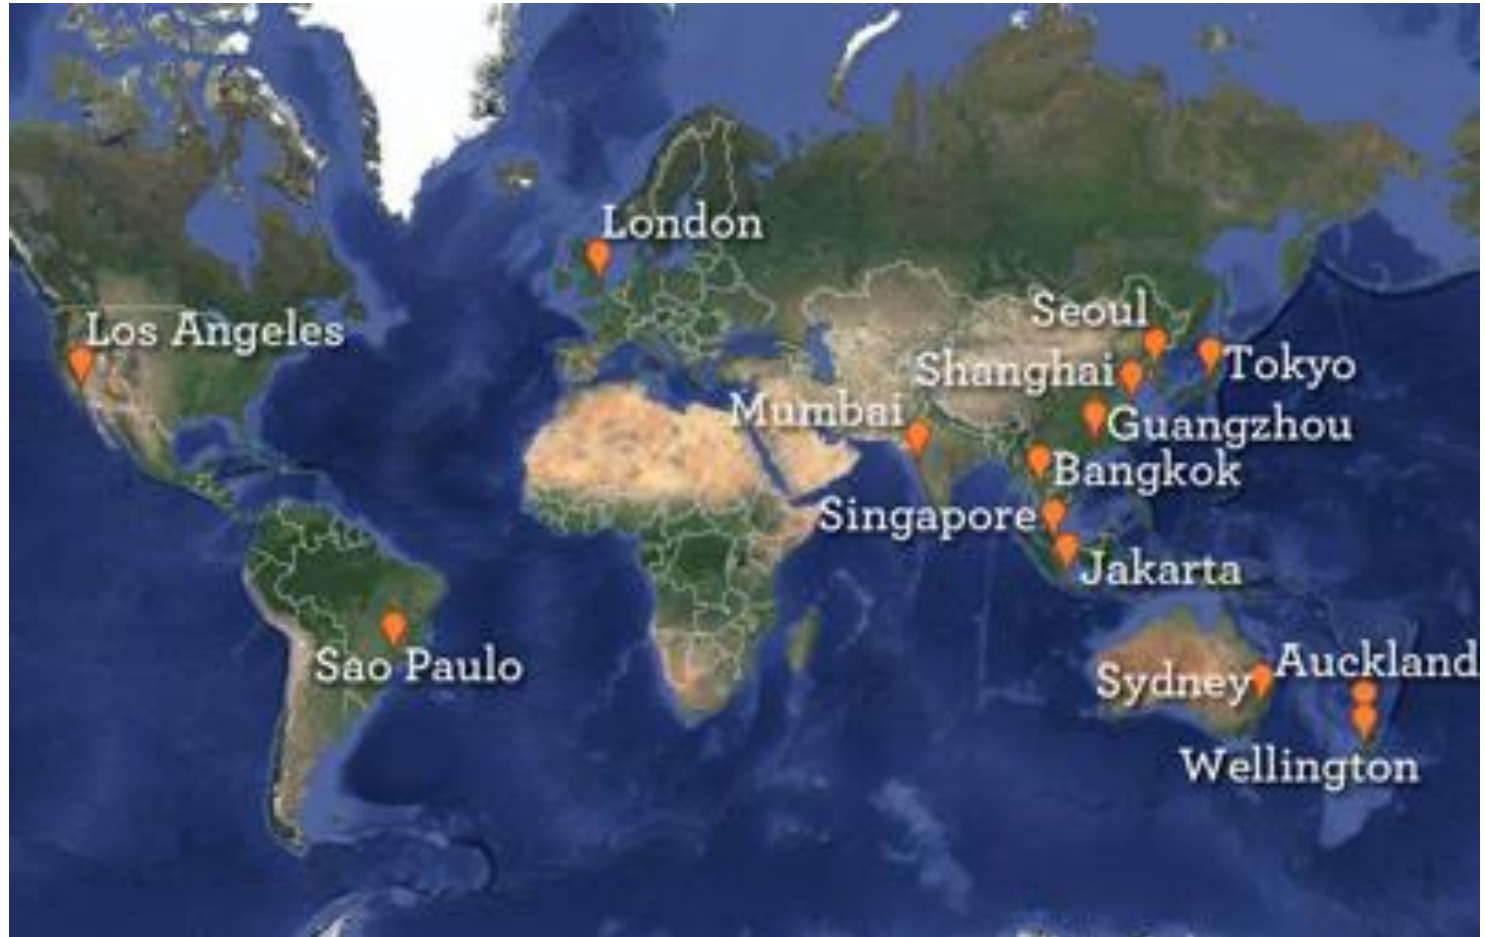 London
Los Angeles
Seoul
Tokyo
Shanghai
Mumbai
Guangzhou
Bangkok
Singapore
Jakarta
Sao Paulo
Auckland
Sydney
Wellington